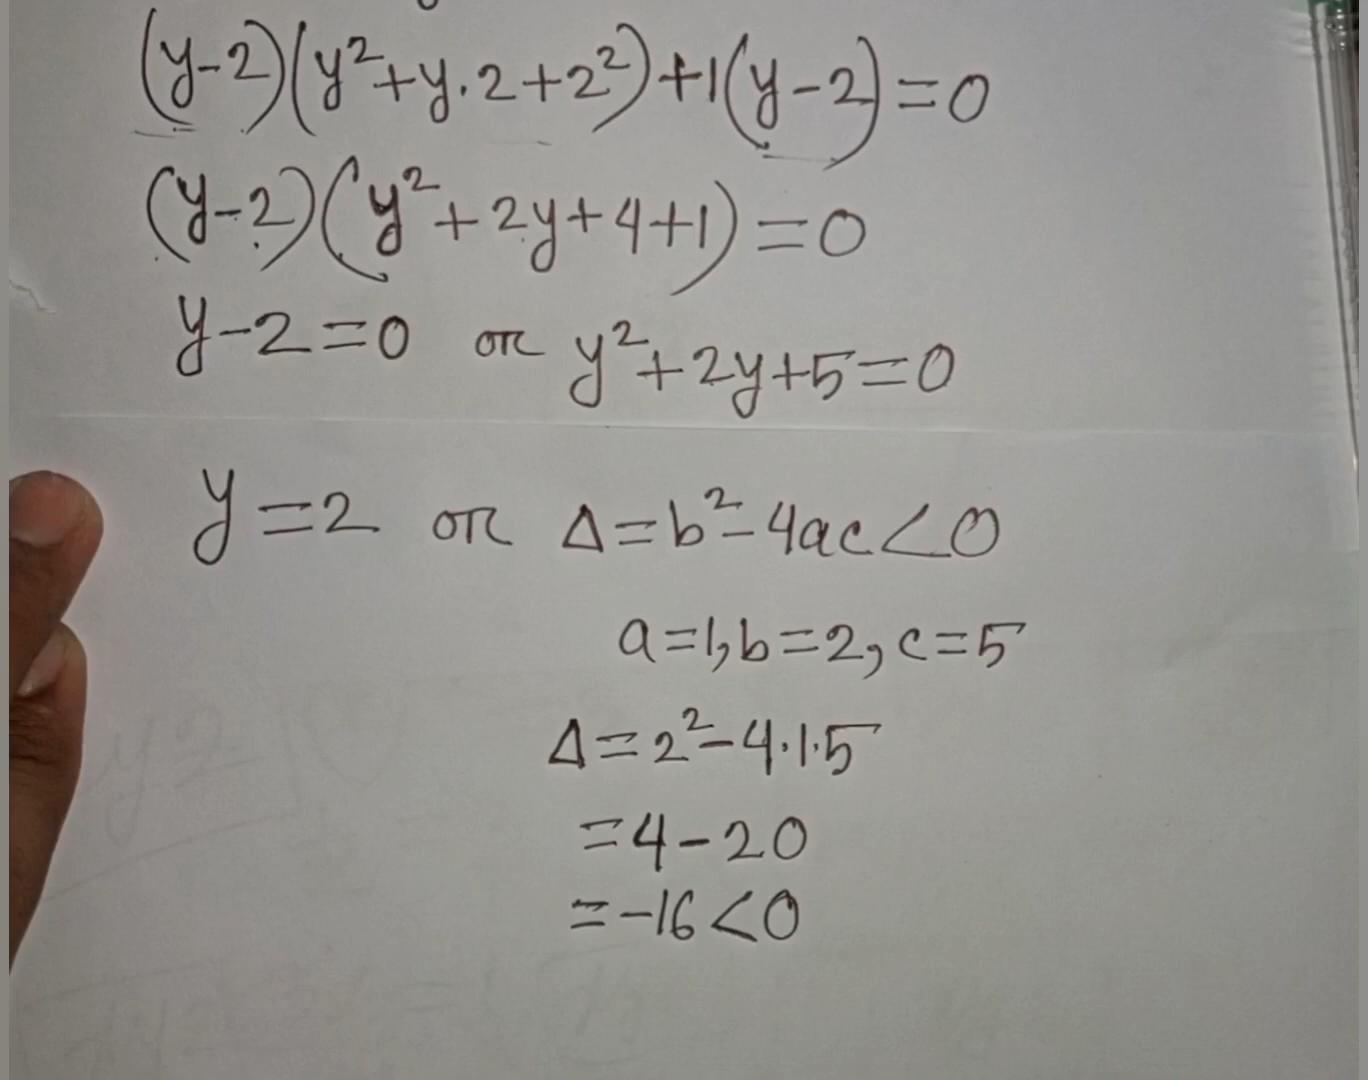 (y-2)(y²+y.2+2²)+1(y-2)=0
(y-2)(y²+2y+4+1)=0
y-2=0 or y²+2y+5=0
y=2 or Δ=b²-4ac<0
a=1,b=2,c=5
Δ=2²-4.1.5
=4-20
=-16<0